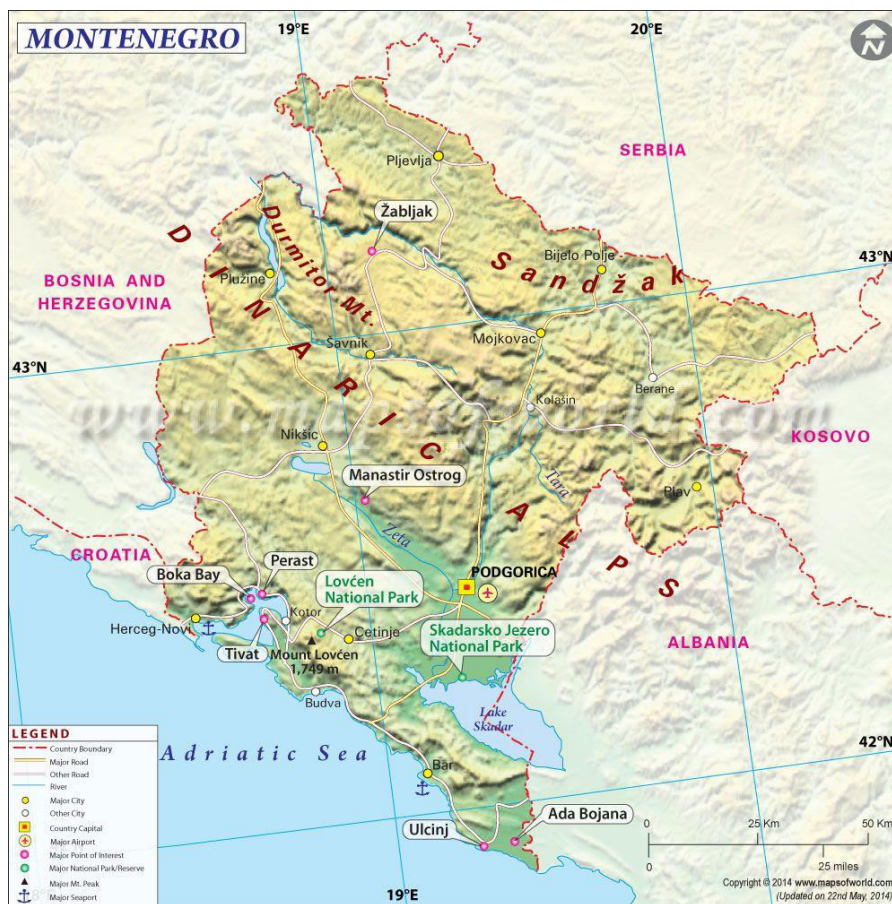 MONTENEGRO
19°E
20°E
N
SERBIA
Pljevlja
Žabljak
Durmitor Mt.
Sandžak
Bijelo Polje
43°N
BOSNIA AND
HERZEGOVINA
Plužine
DINARIC ALPS
Šavnik
Mojkovac
43°N
Berane
Kolašin
www.mapsofworld.com
KOSOVO
Nikšic
Manastir Ostrog
Tara
Plav
Zeta
CROATIA
Perast
Boka Bay
PODGORICA
Lovćen
National Park
Kotor
Herceg-Novi
Cetinje
Skadarsko Jezero
National Park
ALBANIA
Tivat
Mount Lovćen
1,749 m
Budva
Lake
Skadar
Adriatic Sea
42°N
Bar
Ulcinj
Ada Bojana
LEGEND
Country Boundary
Major Road
Other Road
River
Major City
Other City
Country Capital
Major Airport
Major Point of Interest
Major National Park/Reserve
Major Mt. Peak
Major Seaport
0 25 Km 50 Km
0 25 miles
19°E
Copyright © 2014 www.mapsofworld.com
(Updated on 22nd May, 2014)